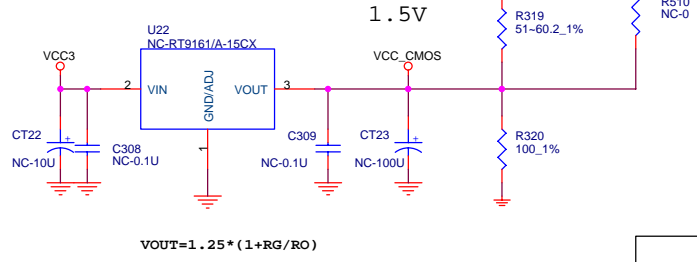 1.5V
R510
NC-0
R319
51~60.2_1%
U22
NC-RT9161/A-15CX
VCC3
VCC_CMOS
2
VIN
GND/ADJ
VOUT
3
1
CT22
+
NC-10U
C308
NC-0.1U
C309
NC-0.1U
CT23
+
NC-100U
R320
100_1%
VOUT=1.25*(1+RG/RO)